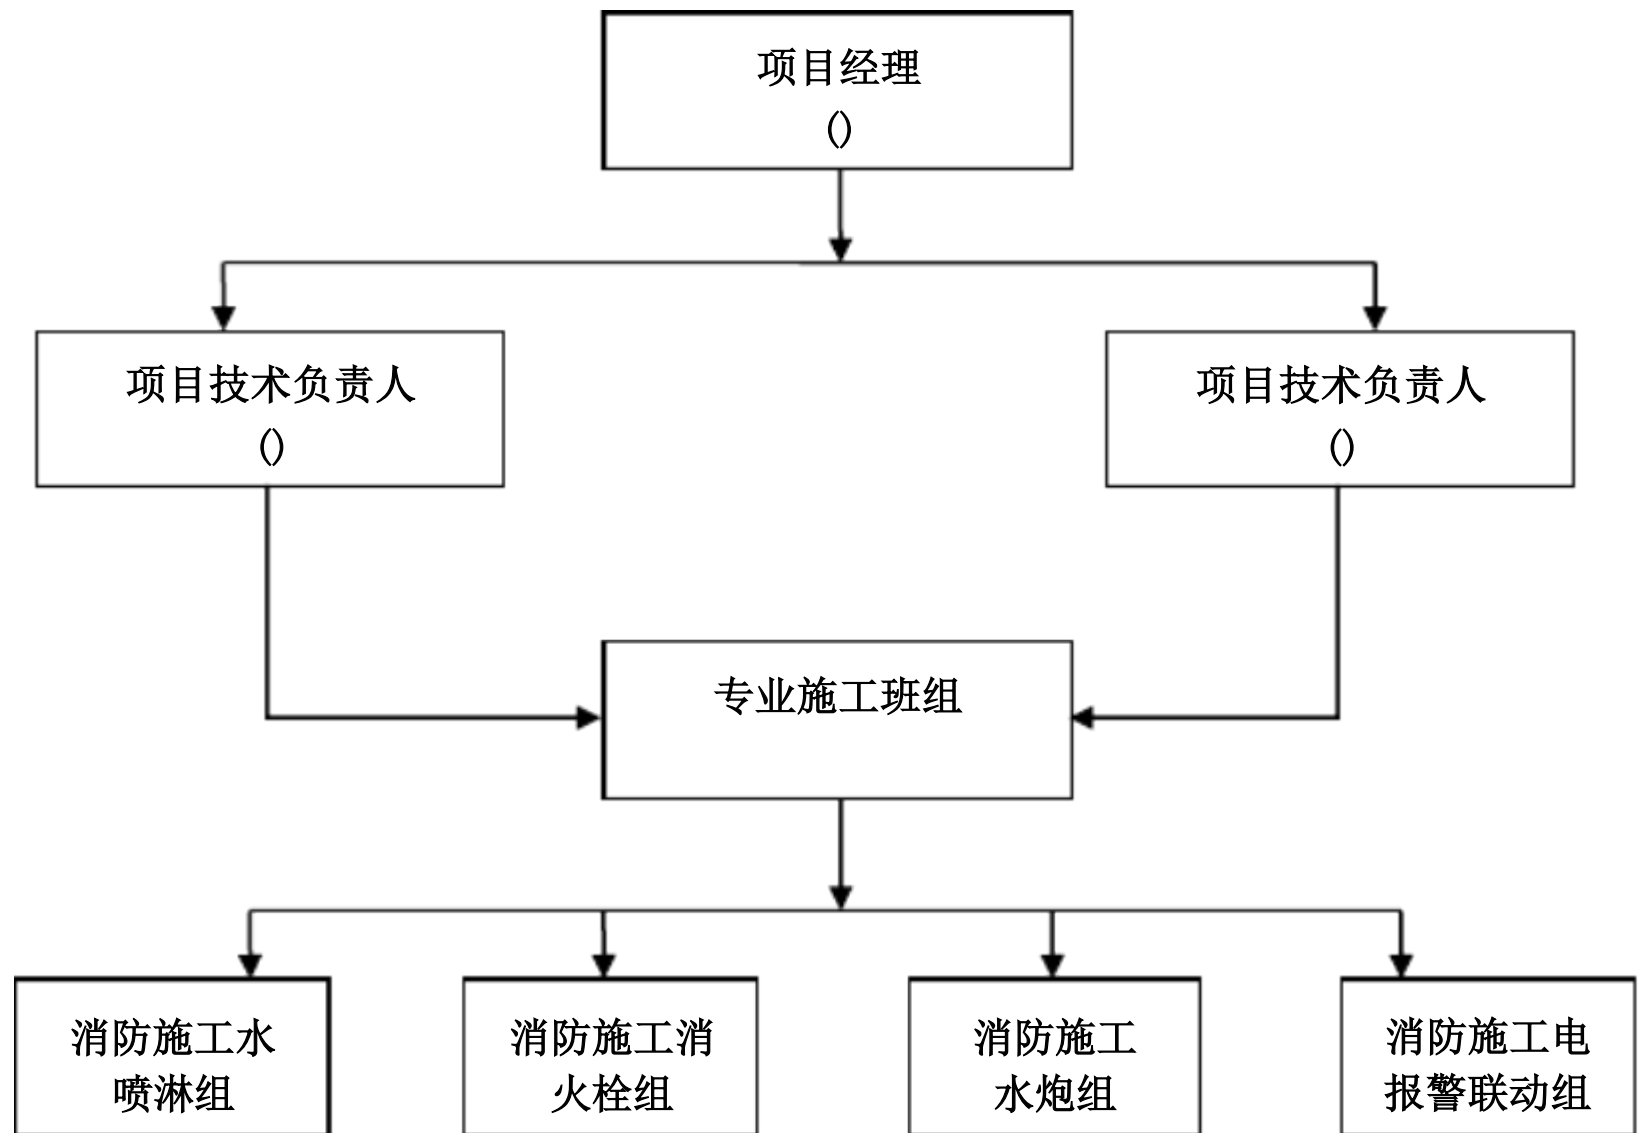 项目经理
()
项目技术负责人
()
项目技术负责人
()
专业施工班组
消防施工水
喷淋组
消防施工消
火栓组
消防施工
水炮组
消防施工电
报警联动组